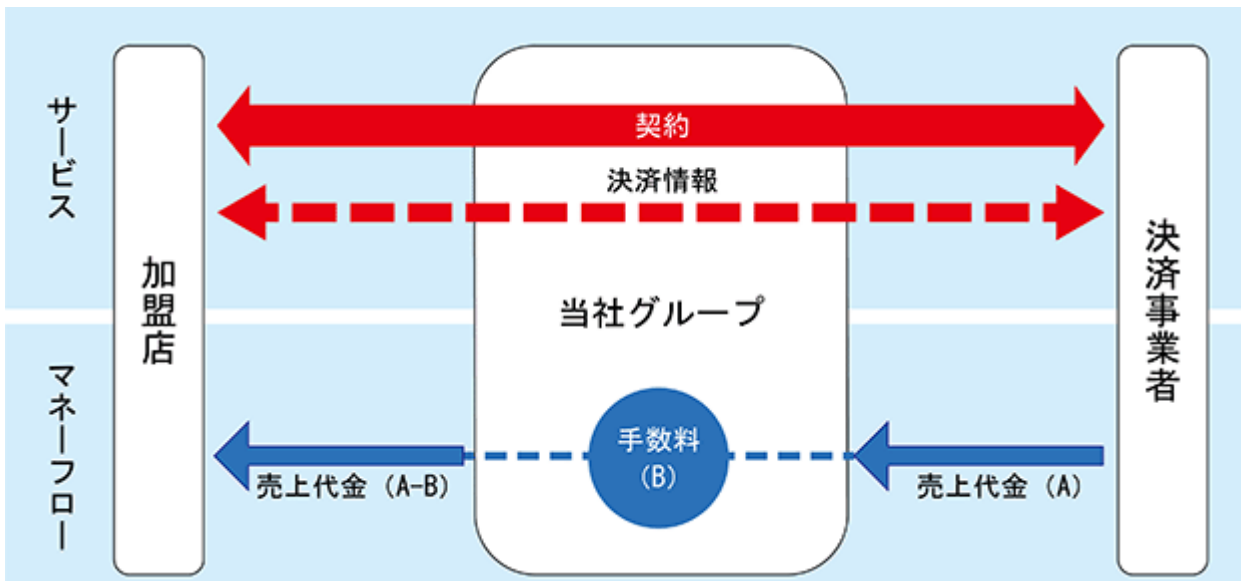 サービス
マネーフロー
加盟店
契約
決済情報
当社グループ
手数料
(B)
売上代金 (A-B)
売上代金 (A)
決済事業者